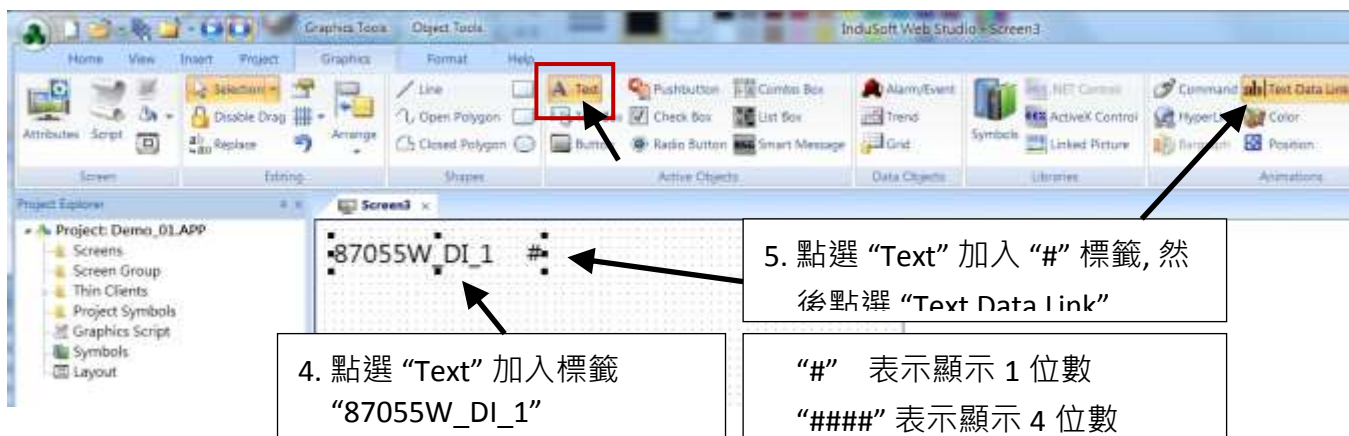 Graphics Tools Object Tools InduSoft Web Studio - Screen3
Home View Insert Project Graphics Format Help
Attributes Script Selection Disable Drag Replace Arrange Line Open Polygon Closed Polygon Text Button Pushbutton Check Box Radio Button Combo Box List Box Smart Message Alarm/Event Trend Grid Symbols .NET Control ActiveX Control Linked Picture Command HyperLink Bargraph Text Data Link Color Position
Screen Editing Shapes Active Objects Data Objects Libraries Animations
Project Explorer Screen3
Project: Demo_01.APP
Screens
Screen Group
Thin Clients
Project Symbols
Graphics Script
Symbols
Layout
87055W_DI_1 #
5. 點選 “Text” 加入 “#” 標籤, 然
後點選 “Text Data Link”
4. 點選 “Text” 加入標籤
“87055W_DI_1”
“#” 表示顯示 1 位數
“####” 表示顯示 4 位數